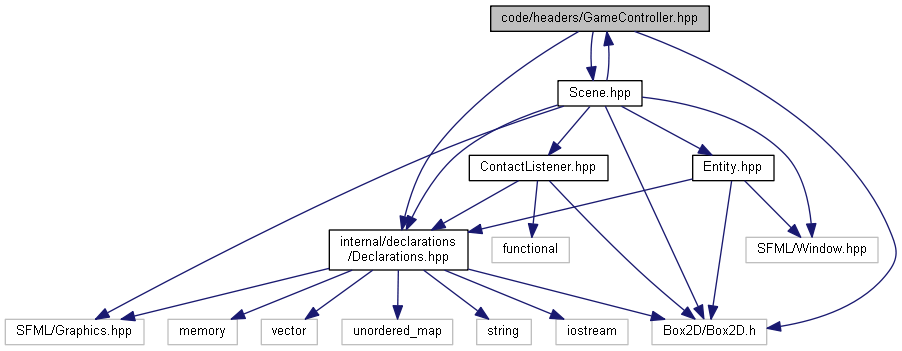 code/headers/GameController.hpp
Scene.hpp
ContactListener.hpp
Entity.hpp
internal/declarations
/Declarations.hpp
functional
SFML/Window.hpp
SFML/Graphics.hpp
memory
vector
unordered_map
string
iostream
Box2D/Box2D.h